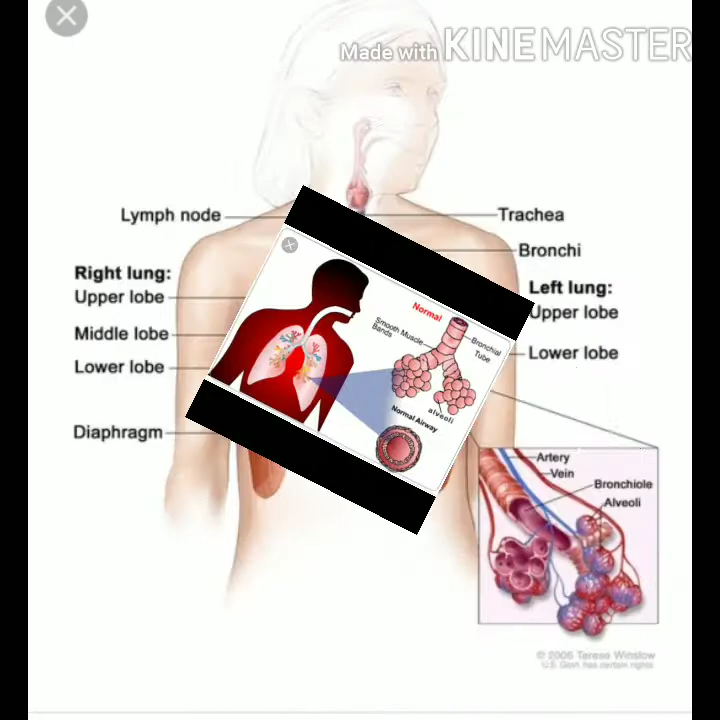 Made with KINEMASTER
Lymph node
Trachea
Bronchi
Right lung:
Upper lobe
Middle lobe
Lower lobe
Diaphragm
Left lung:
Upper lobe
Lower lobe
Normal
Smooth Muscle
Bands
Bronchial
Tube
alveoli
Normal Airway
Artery
Vein
Bronchiole
Alveoli
© 2006 Terese Winslow
U.S. Govt. has certain rights